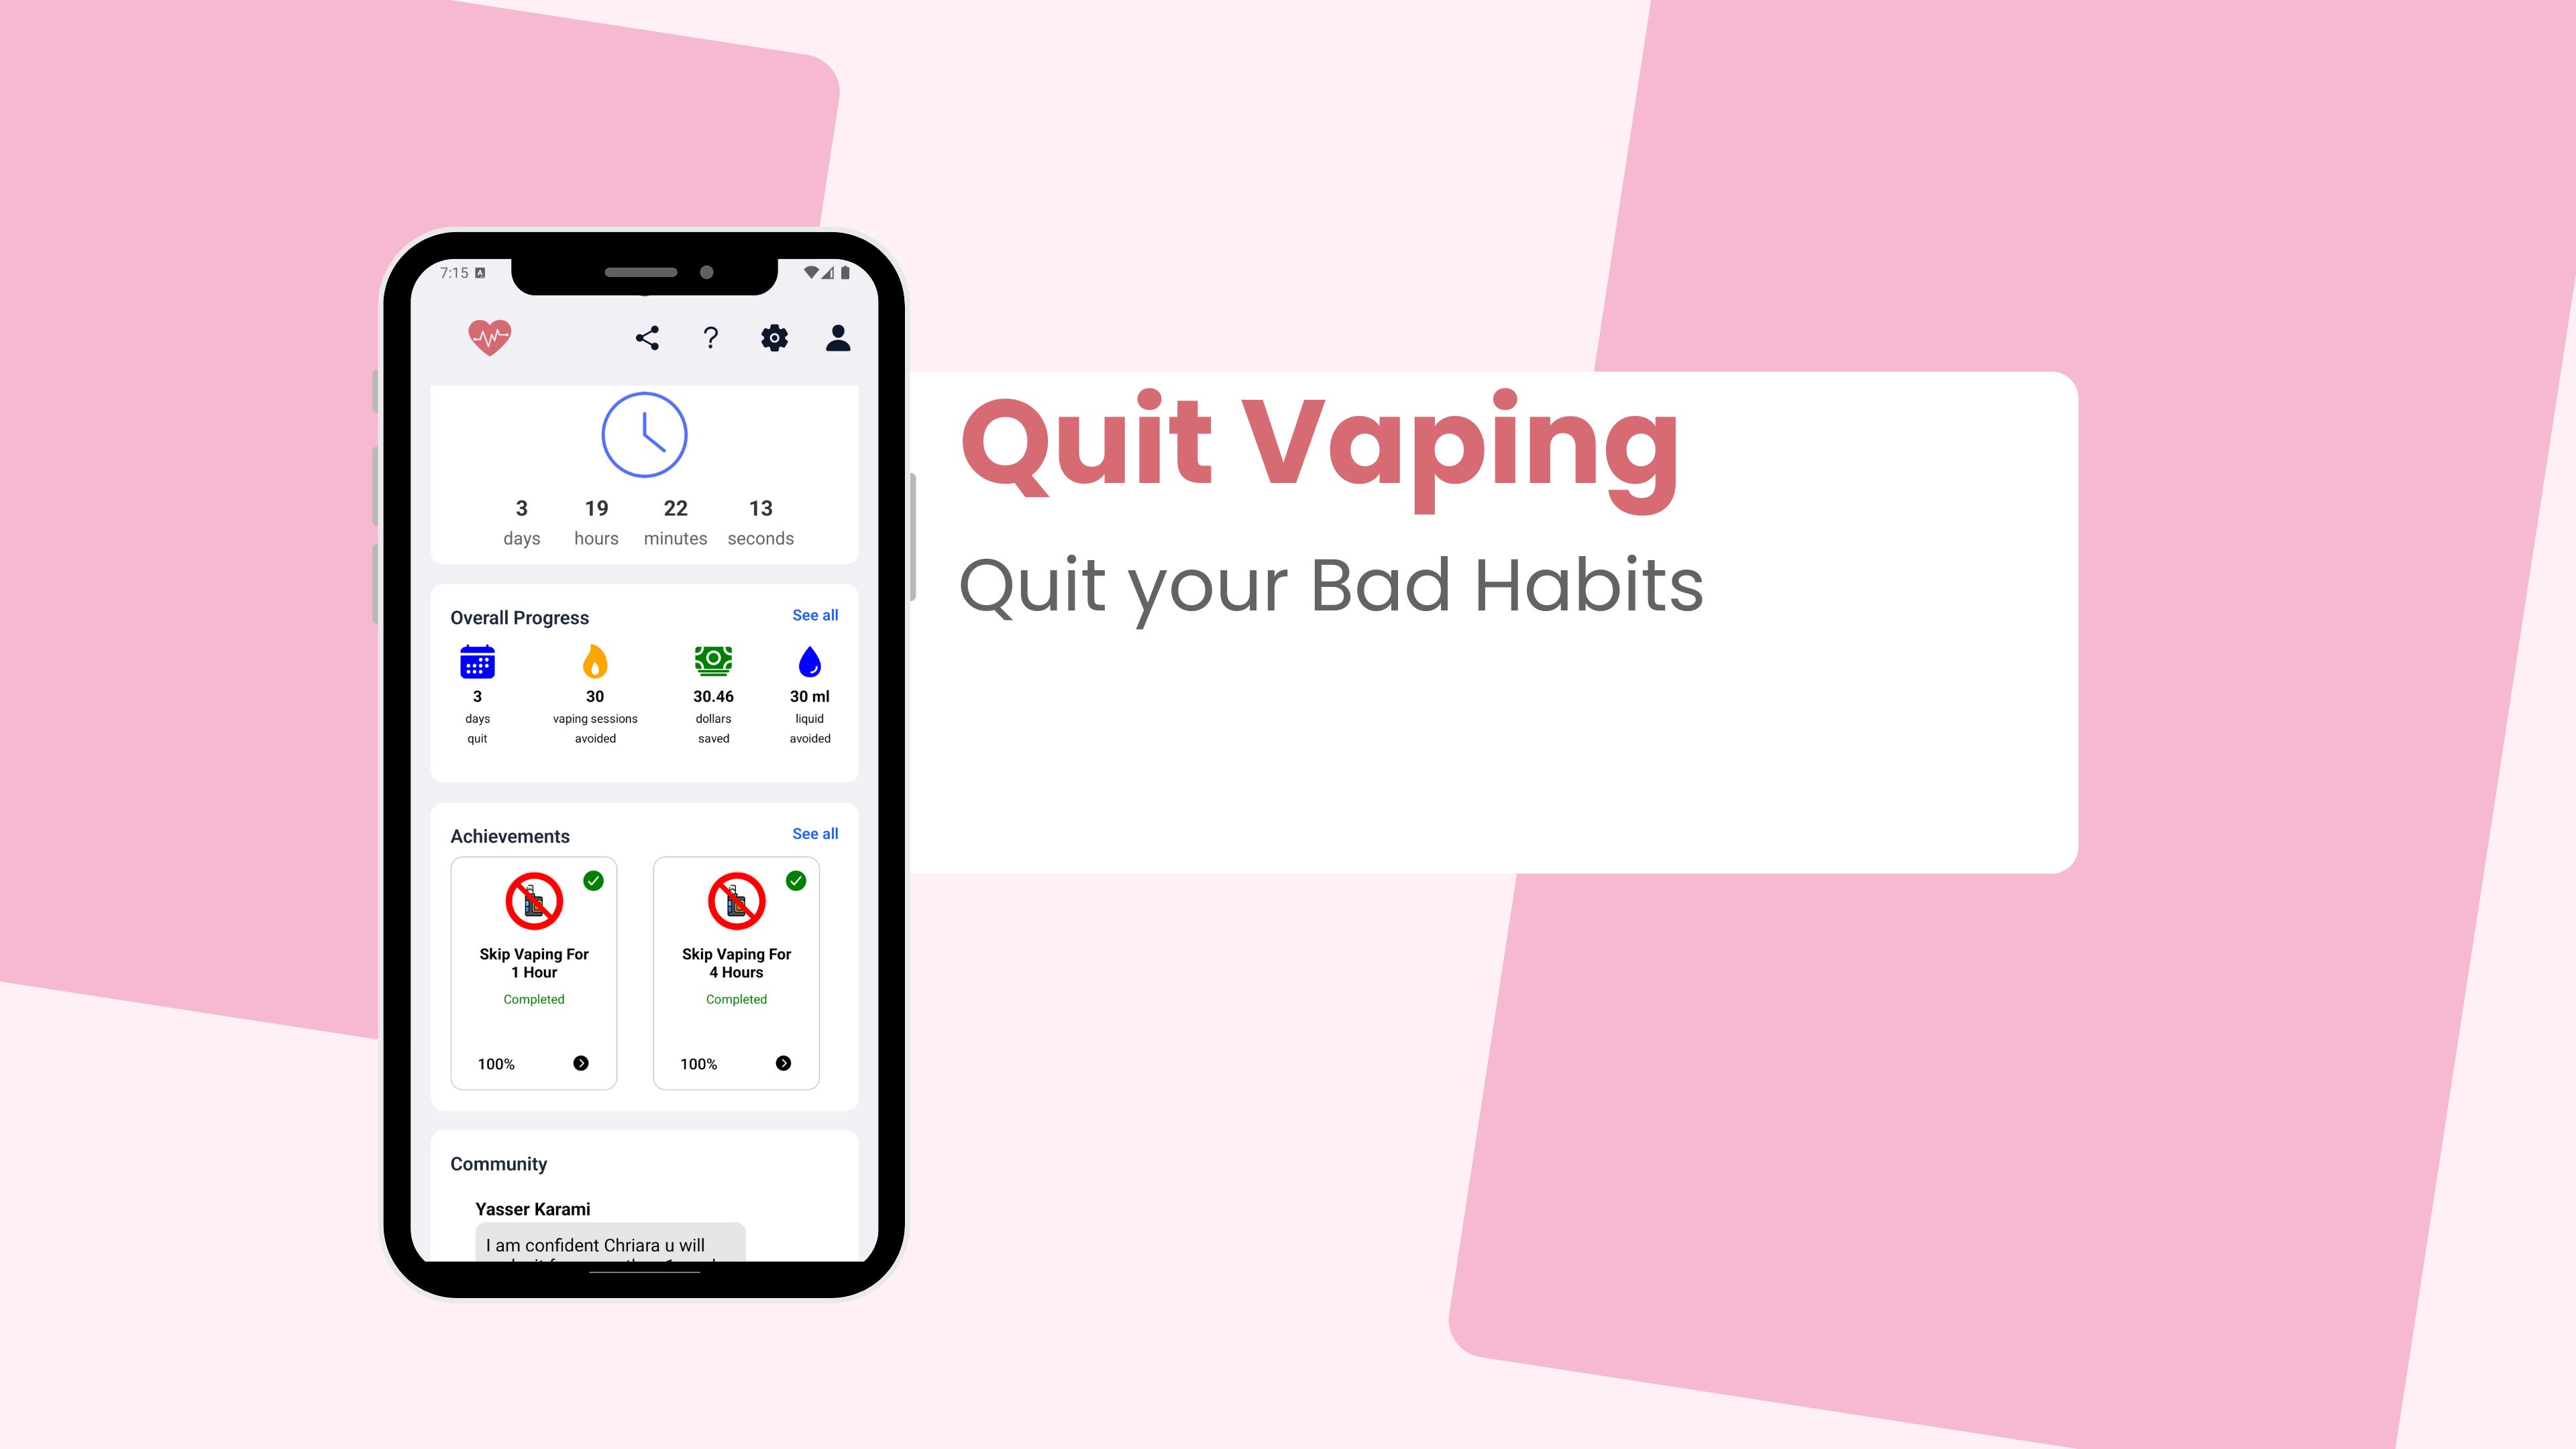 7:15
3 19 22 13
days hours minutes seconds
Overall Progress See all
3 30 30.46 30 ml
days vaping sessions dollars liquid
quit avoided saved avoided
Achievements See all
Skip Vaping For
1 Hour
Completed
100%
Skip Vaping For
4 Hours
Completed
100%
Community
Yasser Karami
I am confident Chriara u will
Quit Vaping
Quit your Bad Habits